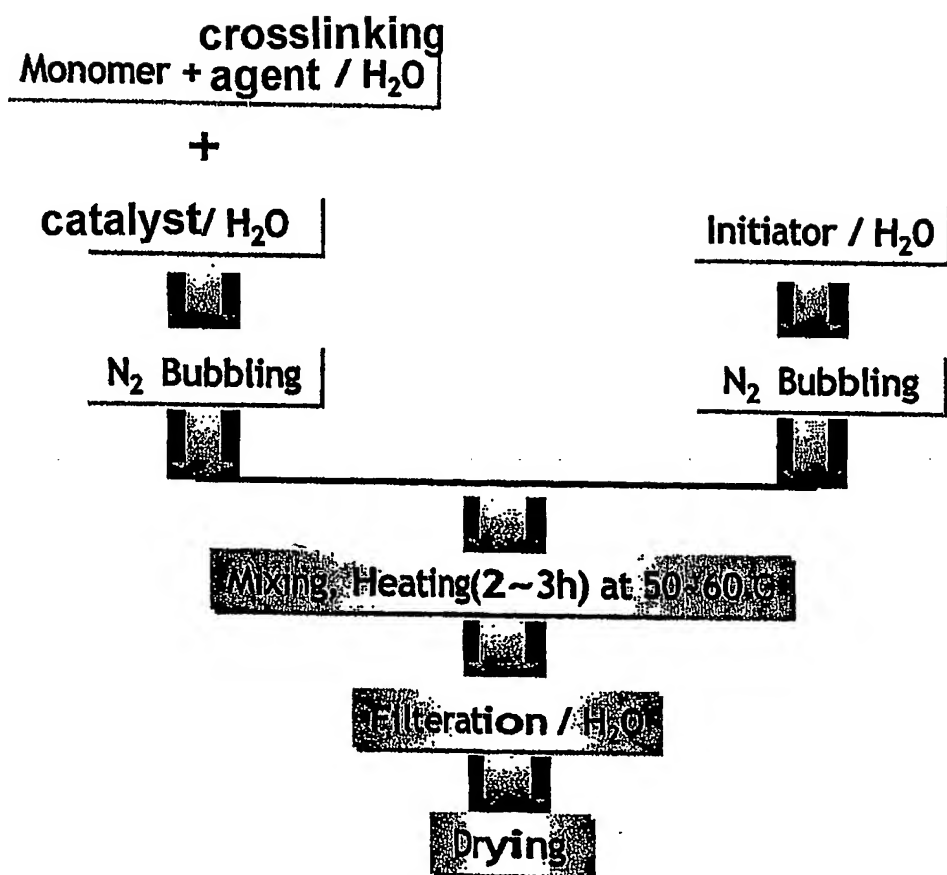 crosslinking
Monomer + agent / H₂O
+
catalyst/ H₂O
Initiator / H₂O
N₂ Bubbling
N₂ Bubbling
Mixing, Heating(2~3h) at 50~60.C
Filteration / H₂O
Drying